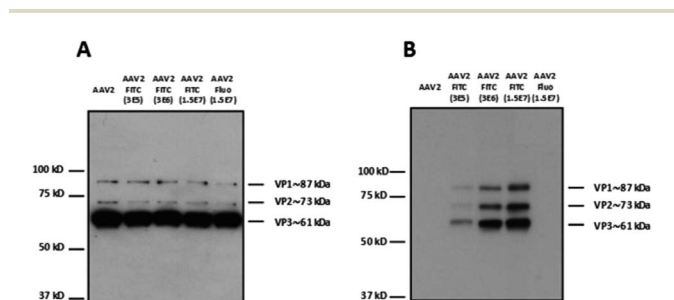 A
AAV2 AAV2 AAV2 AAV2 AAV2
FITC FITC FITC Fluo
(3E5) (3E6) (1.5E7) (1.5E7)
100 kD
75 kD
50 kD
37 kD
VP1~87 kDa
VP2~73 kDa
VP3~61 kDa
B
AAV2 AAV2 AAV2 AAV2 AAV2
FITC FITC FITC Fluo
(3E5) (3E6) (1.5E7) (1.5E7)
100 kD
75 kD
50 kD
37 kD
VP1~87 kDa
VP2~73 kDa
VP3~61 kDa